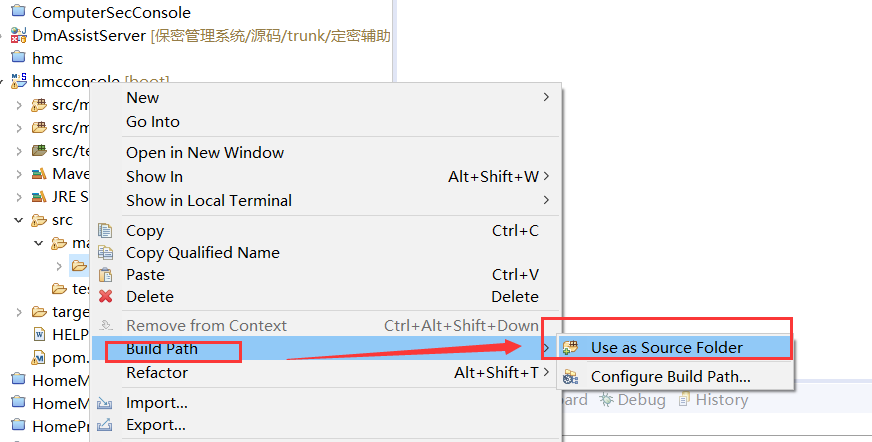 ComputerSecConsole
DmAssistServer [保密管理系统/源码/trunk/定密辅助
hmc
hmcconsole [boot]
src/m
src/m
src/te
Mave
JRE S
src
ma
tes
targe
HELP
pom.
HomeM
HomeM
HomePr
New
Go Into
Open in New Window
Show In Alt+Shift+W
Show in Local Terminal
Copy Ctrl+C
Copy Qualified Name
Paste Ctrl+V
Delete Delete
Remove from Context Ctrl+Alt+Shift+Down
Build Path
Refactor Alt+Shift+T
Import...
Export...
Use as Source Folder
Configure Build Path...
oard Debug History